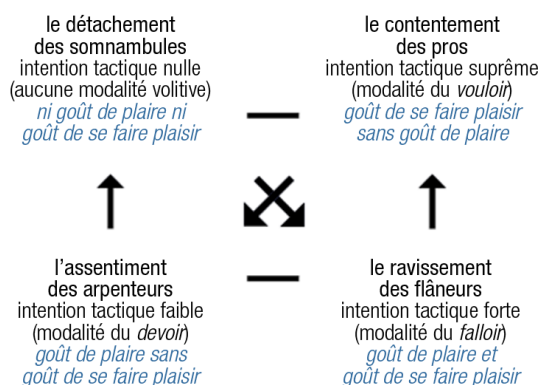 le détachement
des somnambules
intention tactique nulle
(aucune modalité volitive)
ni goût de plaire ni
goût de se faire plaisir
le contentement
des pros
intention tactique suprême
(modalité du vouloir)
goût de se faire plaisir
sans goût de plaire
l'assentiment
des arpenteurs
intention tactique faible
(modalité du devoir)
goût de plaire sans
goût de se faire plaisir
le ravissement
des flâneurs
intention tactique forte
(modalité du falloir)
goût de plaire et
goût de se faire plaisir